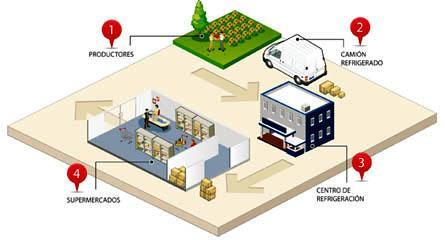 1
PRODUCTORES
2
CAMIÓN
REFRIGERADO
3
CENTRO DE
REFRIGERACIÓN
4
SUPERMERCADOS